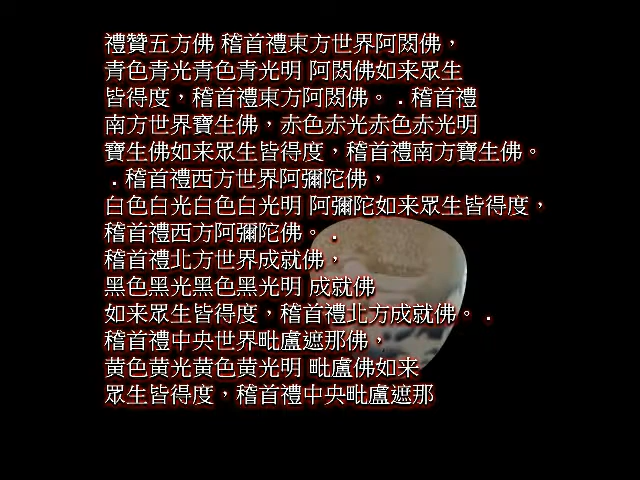 禮贊五方佛 稽首禮東方世界阿閦佛，
青色青光青色青光明 阿閦佛如来眾生
皆得度，稽首禮東方阿閦佛。. 稽首禮
南方世界寶生佛，赤色赤光赤色赤光明
寶生佛如来眾生皆得度，稽首禮南方寶生佛。
. 稽首禮西方世界阿彌陀佛，
白色白光白色白光明 阿彌陀如来眾生皆得度，
稽首禮西方阿彌陀佛。.
稽首禮北方世界成就佛，
黑色黑光黑色黑光明 成就佛
如来眾生皆得度，稽首禮北方成就佛。.
稽首禮中央世界毗盧遮那佛，
黄色黄光黄色黄光明 毗盧佛如来
眾生皆得度，稽首禮中央毗盧遮那